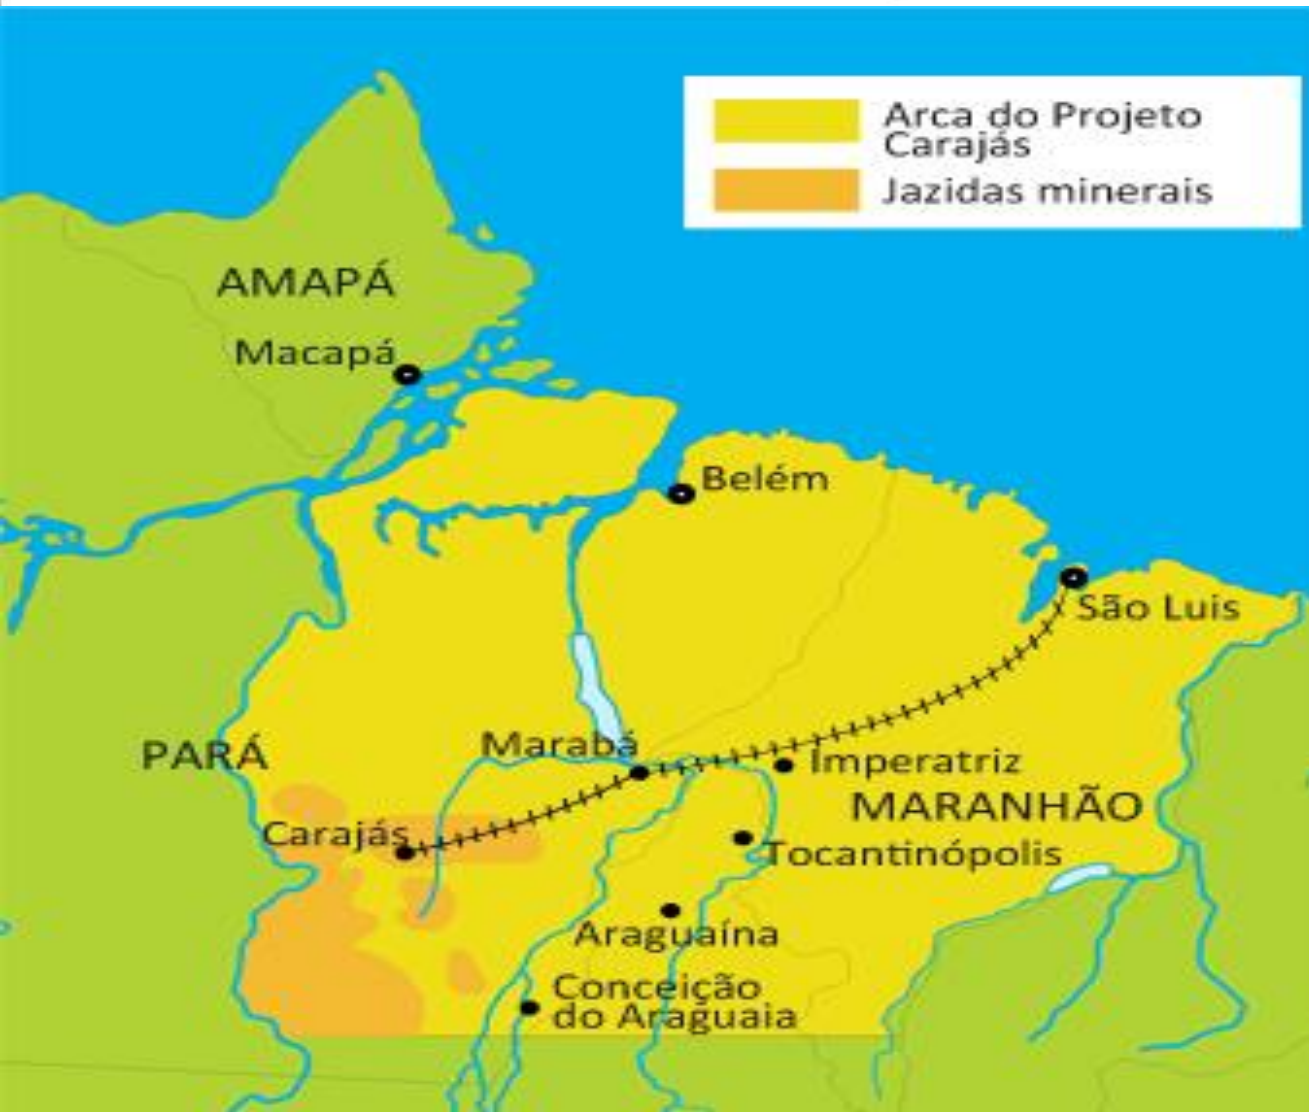 Arca do Projeto
Carajás
Jazidas minerais
AMAPÁ
Macapá
Belém
São Luis
PARÁ
Marabá
Imperatriz
MARANHÃO
Carajás
Tocantinópolis
Araguaína
Conceição
do Araguaia